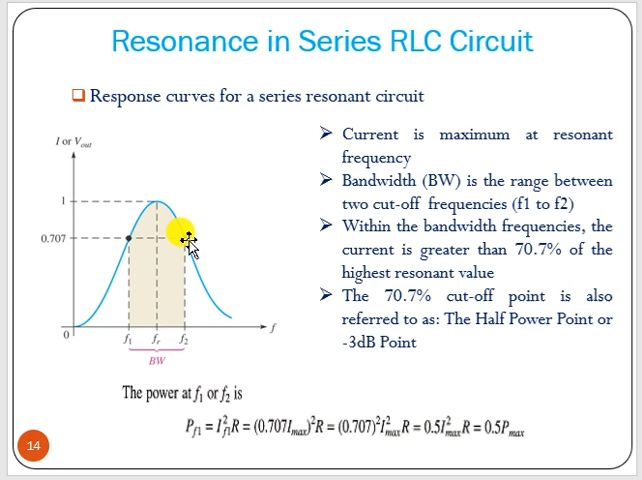 Resonance in Series RLC Circuit
Response curves for a series resonant circuit
I or Vout
1
0.707
0
f1 fr f2
f
BW
Current is maximum at resonant
frequency
Bandwidth (BW) is the range between
two cut-off frequencies (f1 to f2)
Within the bandwidth frequencies, the
current is greater than 70.7% of the
highest resonant value
The 70.7% cut-off point is also
referred to as: The Half Power Point or
-3dB Point
The power at f1 or f2 is
Pf1 = I²f1R = (0.707Imax)²R = (0.707)²I²maxR = 0.5I²maxR = 0.5Pmax
14